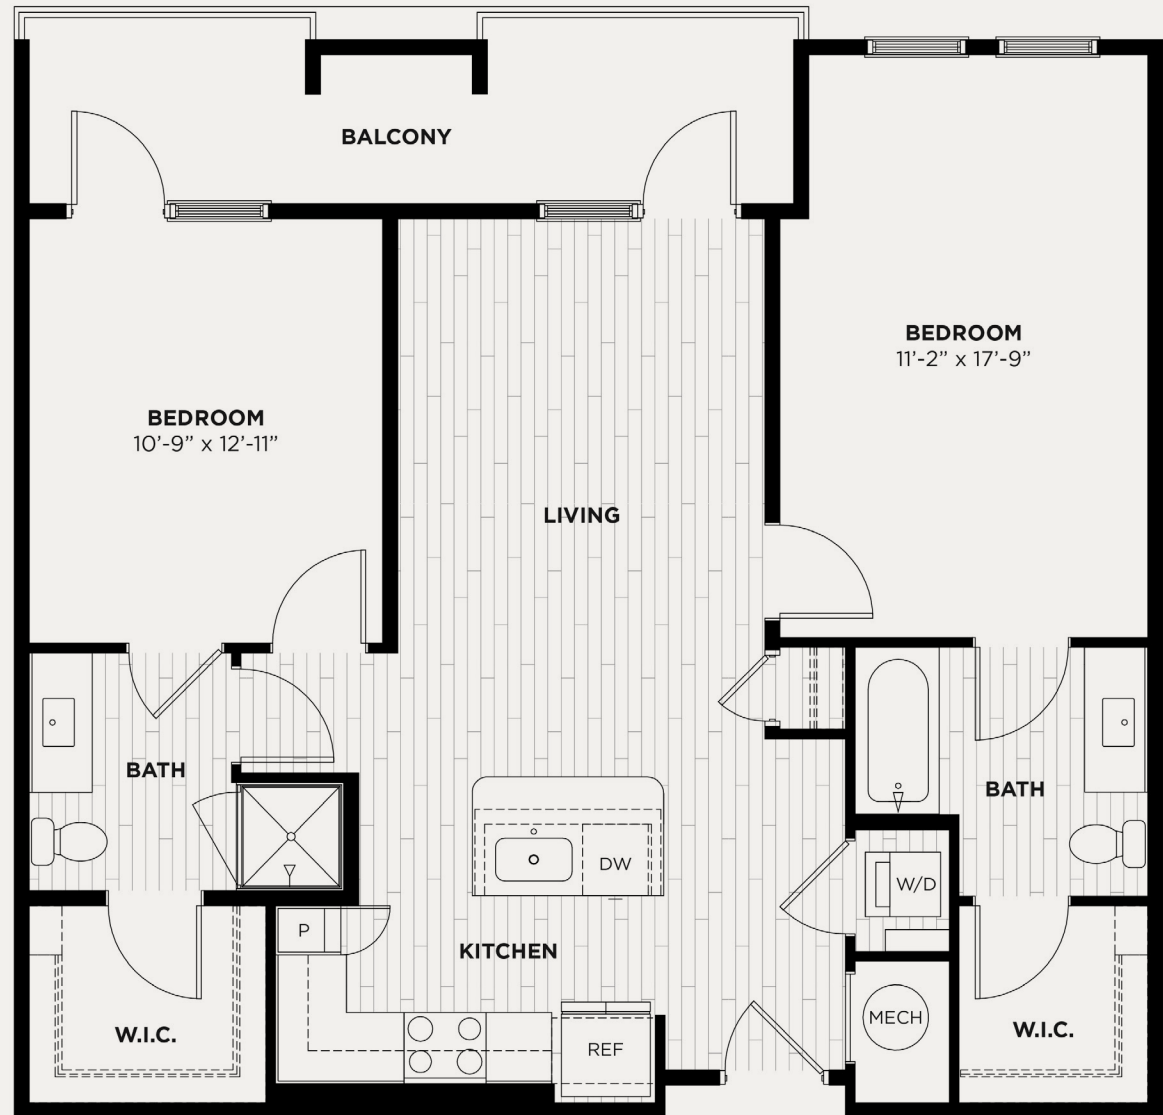 BALCONY
BEDROOM
11'-2” x 17'-9”
BEDROOM
10'-9” x 12'-11”
LIVING
BATH
BATH
DW
W/D
P
KITCHEN
MECH
W.I.C.
W.I.C.
REF